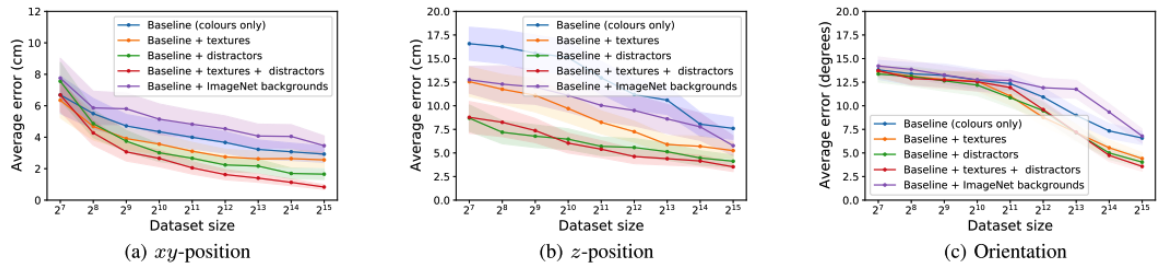 12
10
8
6
4
2
0
Average error (cm)
Baseline (colours only)
Baseline + textures
Baseline + distractors
Baseline + textures + distractors
Baseline + ImageNet backgrounds
2^7 2^8 2^9 2^10 2^11 2^12 2^13 2^14 2^15
Dataset size
(a) xy-position
20.0
17.5
15.0
12.5
10.0
7.5
5.0
2.5
0.0
Average error (cm)
Baseline (colours only)
Baseline + textures
Baseline + distractors
Baseline + textures + distractors
Baseline + ImageNet backgrounds
2^7 2^8 2^9 2^10 2^11 2^12 2^13 2^14 2^15
Dataset size
(b) z-position
20.0
17.5
15.0
12.5
10.0
7.5
5.0
2.5
0.0
Average error (degrees)
Baseline (colours only)
Baseline + textures
Baseline + distractors
Baseline + textures + distractors
Baseline + ImageNet backgrounds
2^7 2^8 2^9 2^10 2^11 2^12 2^13 2^14 2^15
Dataset size
(c) Orientation